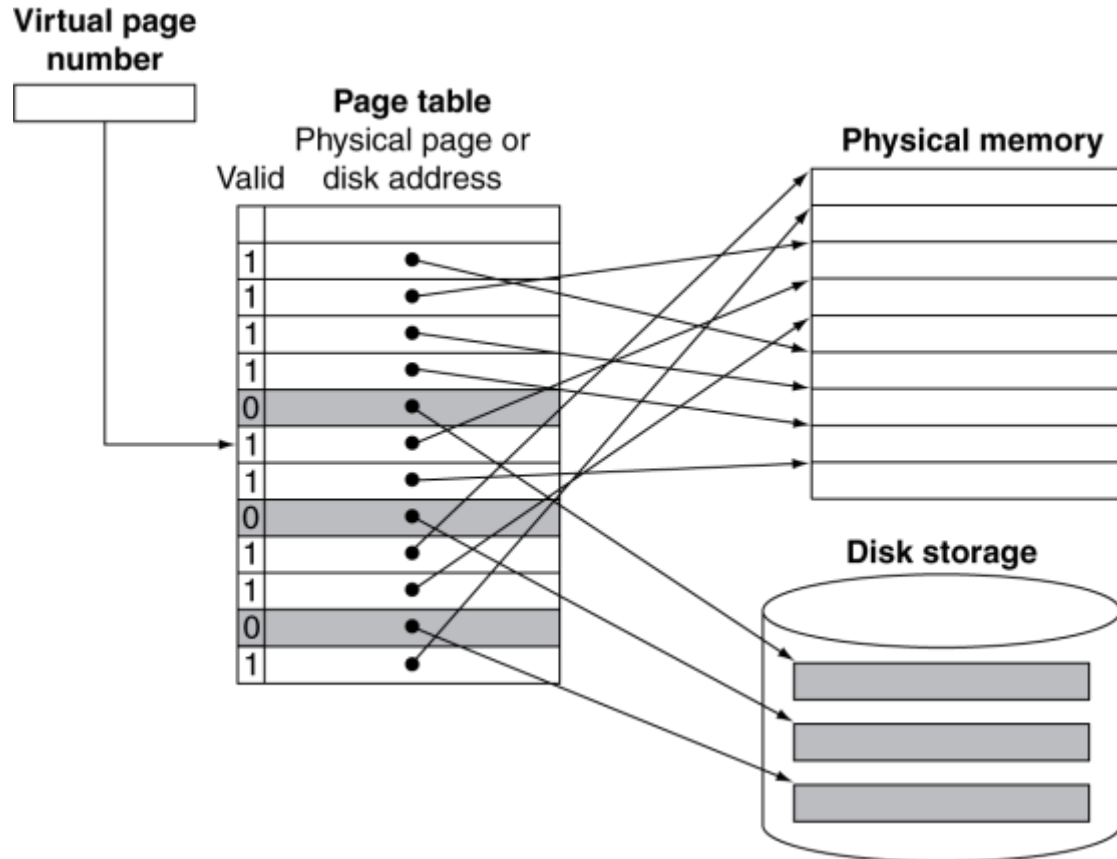 Virtual page
number
Page table
Physical page or
Valid disk address
Physical memory
1
1
1
1
0
1
1
0
1
1
0
1
Disk storage